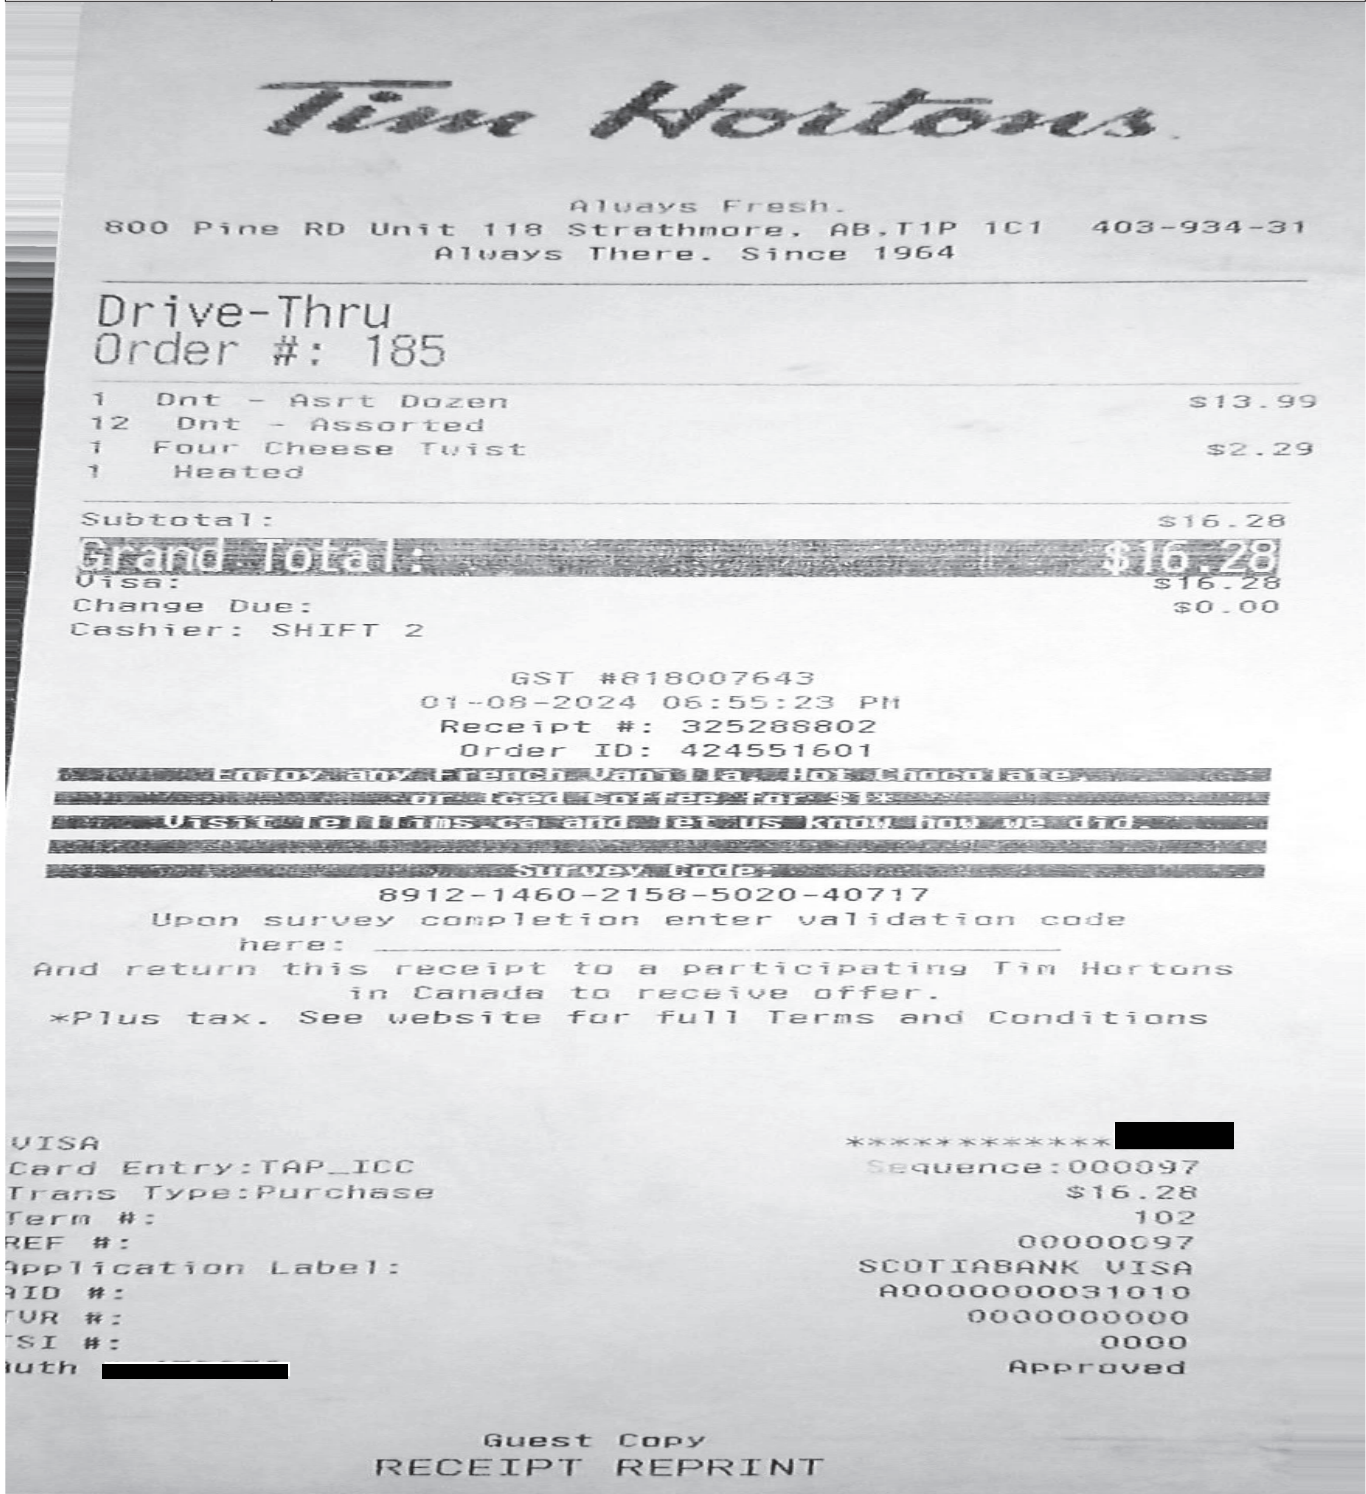 Tim Hortons
Always Fresh.
800 Pine RD Unit 118 Strathmore, AB,T1P 1C1 403-934-31
Always There. Since 1964
Drive-Thru
Order #: 185
1 Dnt - Asrt Dozen $13.99
12 Dnt - Assorted
1 Four Cheese Twist $2.29
1 Heated
Subtotal: $16.28
Grand Total: $16.28
Visa: $16.28
Change Due: $0.00
Cashier: SHIFT 2
GST #818007643
01-08-2024 06:55:23 PM
Receipt #: 325288802
Order ID: 424551601
Enjoy any French Vanilla, Hot Chocolate,
or Iced Coffee for $1*
Visit TellTims.ca and let us know how we did.
Survey Code:
8912-1460-2158-5020-40717
Upon survey completion enter validation code
here:
And return this receipt to a participating Tim Hortons
in Canada to receive offer.
*Plus tax. See website for full Terms and Conditions
VISA ************
Card Entry:TAP_ICC Sequence:000097
Trans Type:Purchase $16.28
Term #: 102
REF #: 00000097
Application Label: SCOTIABANK VISA
AID #: A0000000031010
TVR #: 0000000000
TSI #: 0000
Auth Approved
Guest Copy
RECEIPT REPRINT